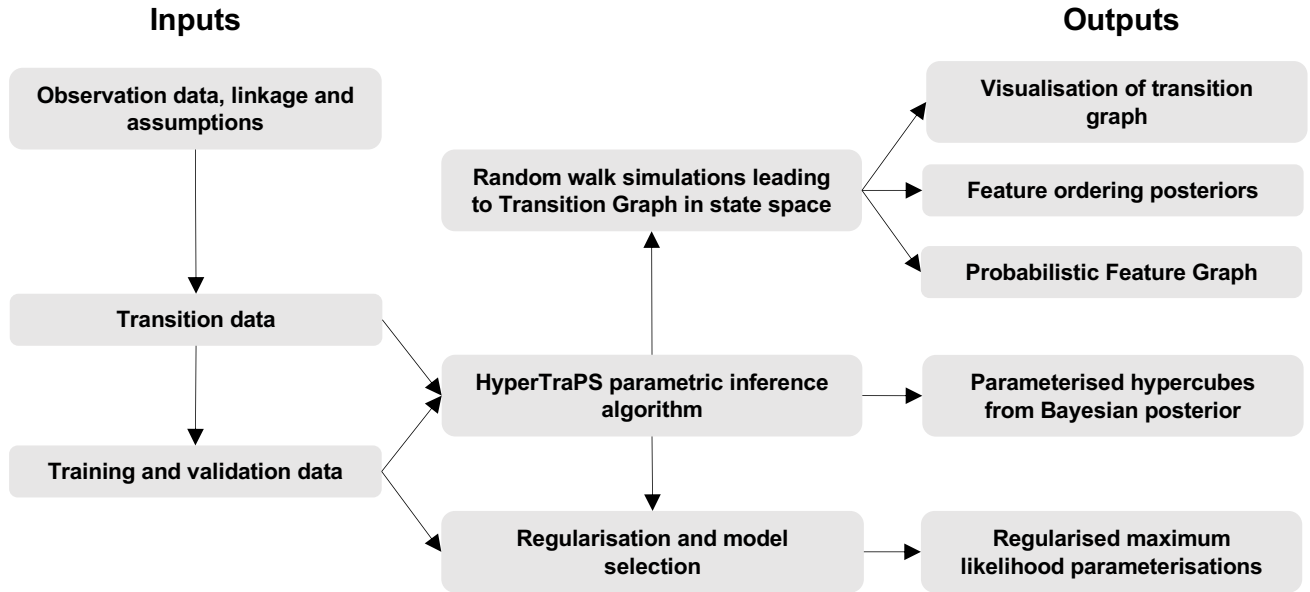 Inputs
Outputs
Observation data, linkage and
assumptions
Transition data
Training and validation data
Random walk simulations leading
to Transition Graph in state space
HyperTraPS parametric inference
algorithm
Regularisation and model
selection
Visualisation of transition
graph
Feature ordering posteriors
Probabilistic Feature Graph
Parameterised hypercubes
from Bayesian posterior
Regularised maximum
likelihood parameterisations